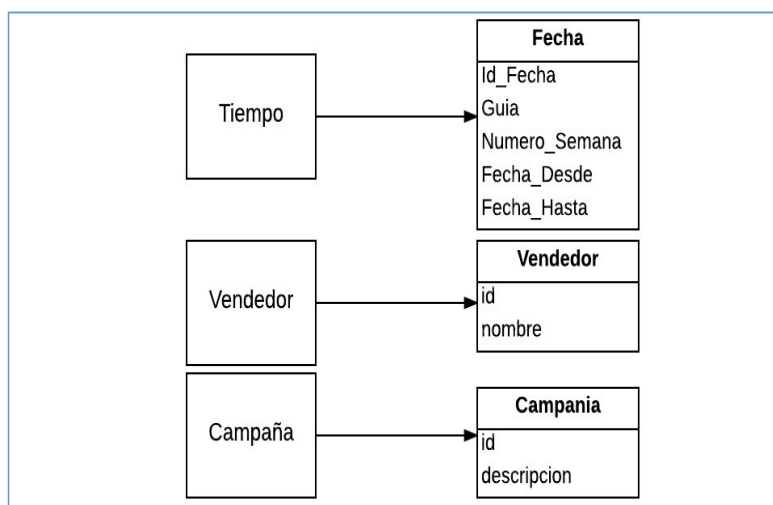 Tiempo
Fecha
Id_Fecha
Guia
Numero_Semana
Fecha_Desde
Fecha_Hasta
Vendedor
Vendedor
id
nombre
Campaña
Campania
id
descripcion